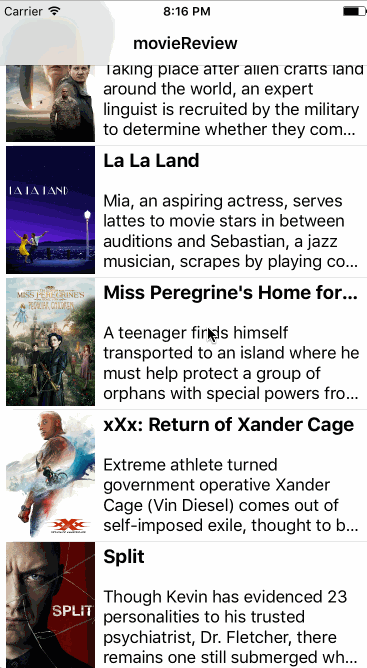 Carrier 8:16 PM
movieReview
Taking place after alien crafts land
around the world, an expert
linguist is recruited by the military
to determine whether they com...
LA LA LAND
La La Land
Mia, an aspiring actress, serves
lattes to movie stars in between
auditions and Sebastian, a jazz
musician, scrapes by playing co...
MISS PEREGRINE'S
Miss Peregrine's Home for...
A teenager finds himself
transported to an island where he
must help protect a group of
orphans with special powers fro...
xXx: Return of Xander Cage
Extreme athlete turned
government operative Xander
Cage (Vin Diesel) comes out of
self-imposed exile, thought to b...
xXx
Split
SPLIT
Though Kevin has evidenced 23
personalities to his trusted
psychiatrist, Dr. Fletcher, there
remains one still submerged wh...